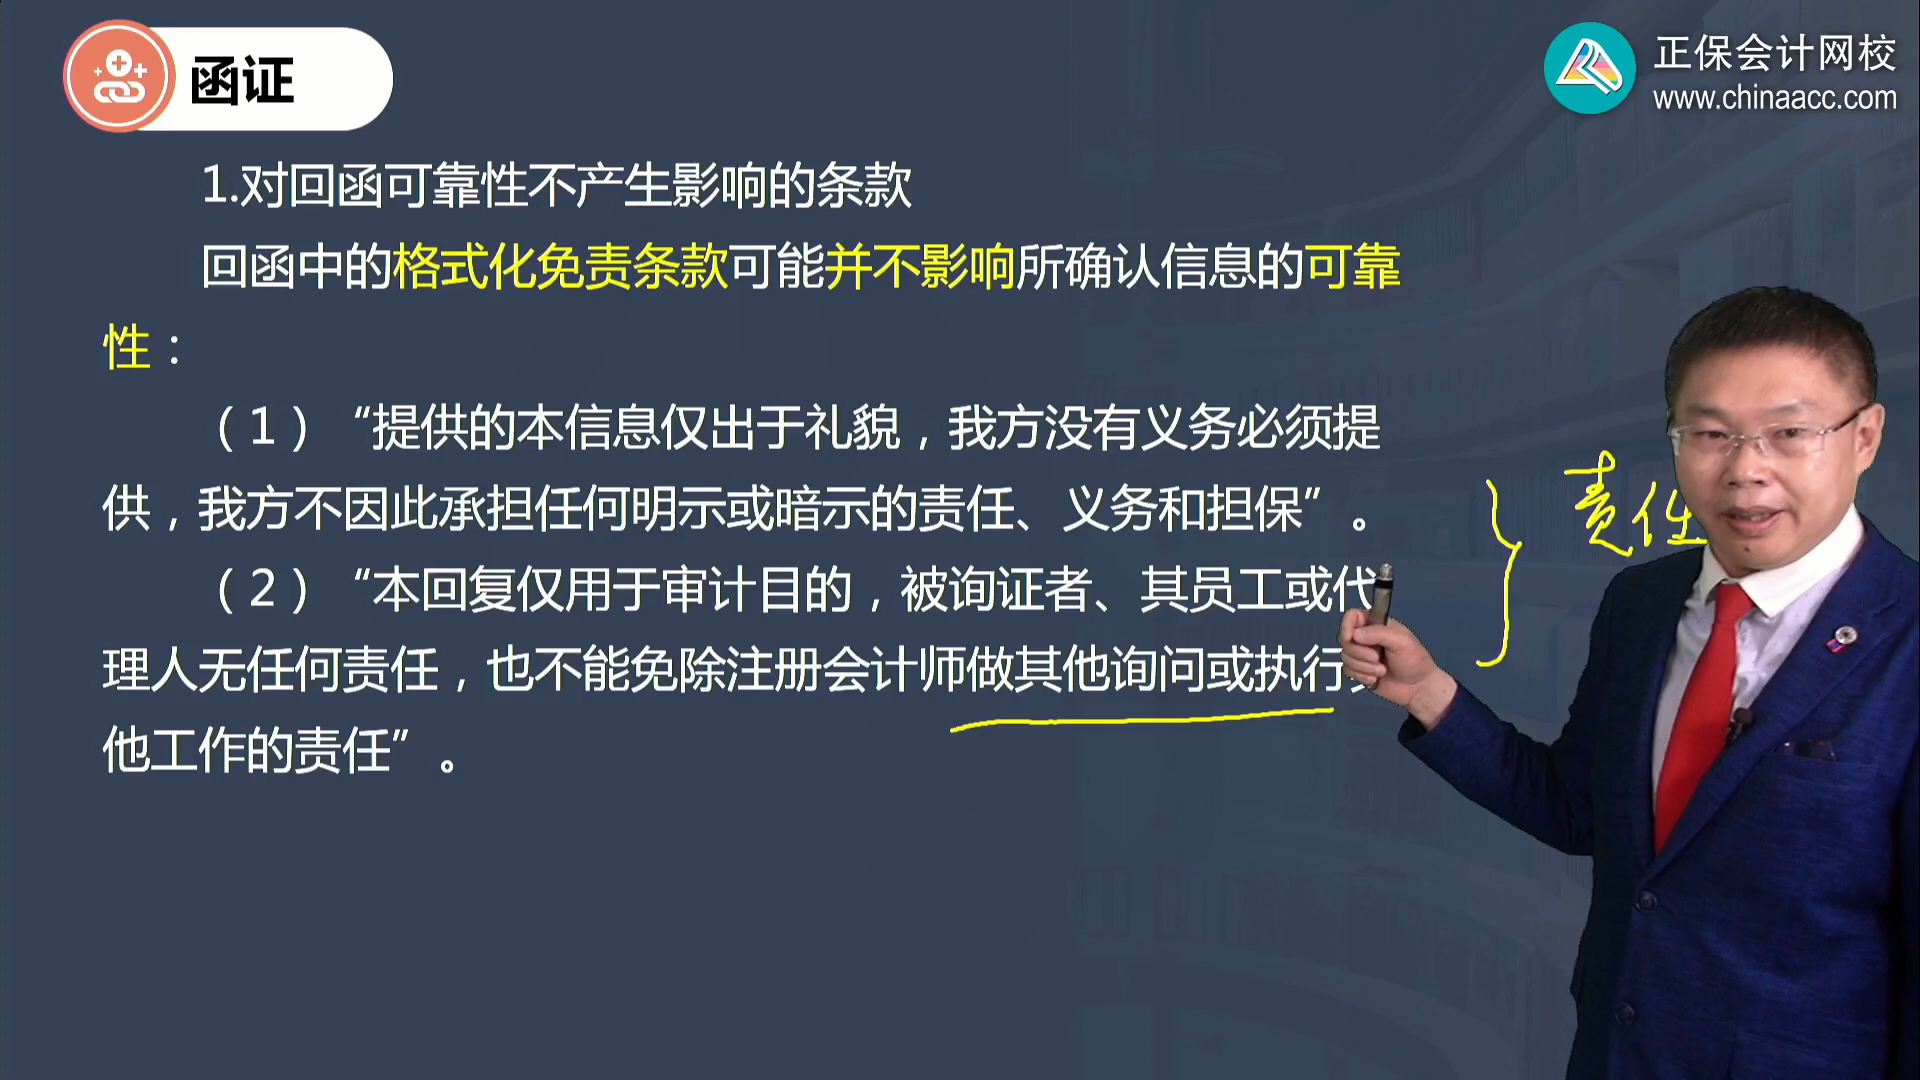 函证
正保会计网校
www.chinaacc.com
1.对回函可靠性不产生影响的条款
回函中的格式化免责条款可能并不影响所确认信息的可靠
性：
（1）“提供的本信息仅出于礼貌，我方没有义务必须提
供，我方不因此承担任何明示或暗示的责任、义务和担保”。
责任
（2）“本回复仅用于审计目的，被询证者、其员工或代
理人无任何责任，也不能免除注册会计师做其他询问或执行
他工作的责任”。